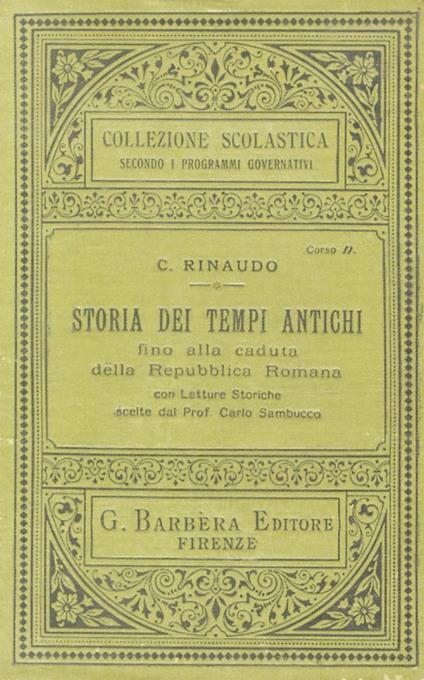 COLLEZIONE SCOLASTICA
SECONDO I PROGRAMMI GOVERNATIVI
Corso D.
C. RINAUDO
STORIA DEI TEMPI ANTICHI
fino alla caduta
della Repubblica Romana
con Letture Storiche
scelte dal Prof. Carlo Sambucco
G. BARBÈRA EDITORE
FIRENZE